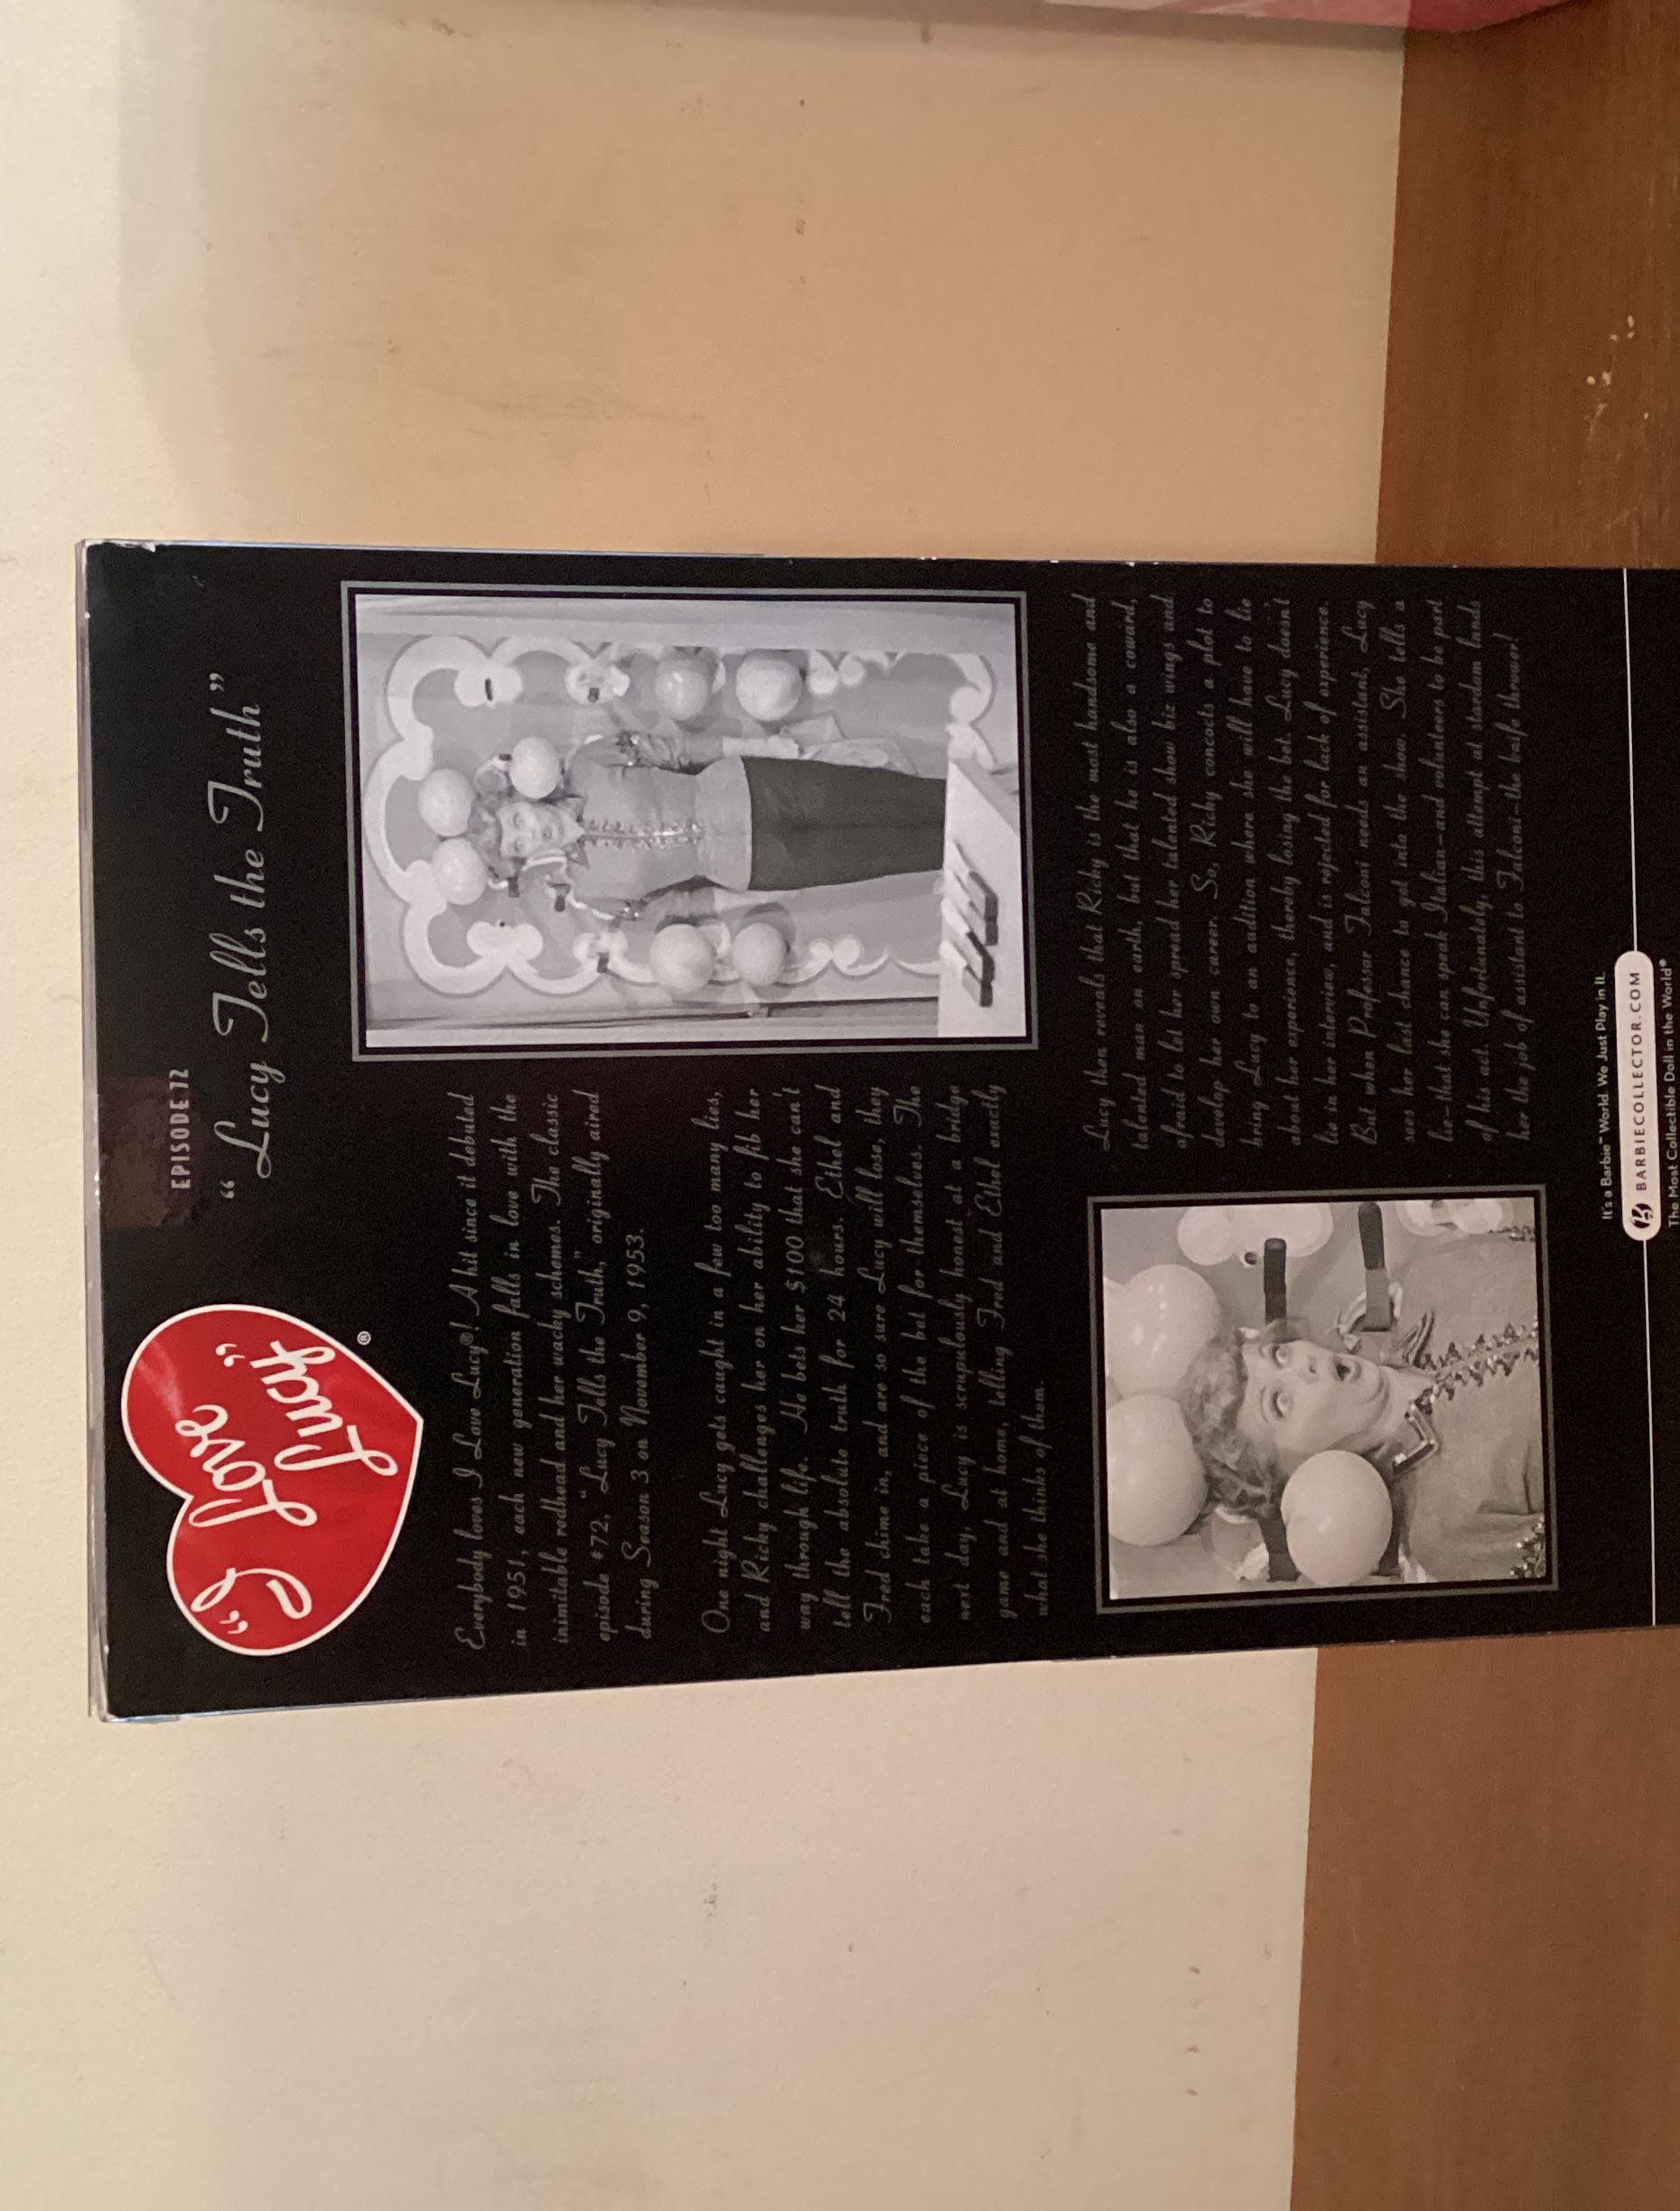 "I Love
Lucy"
®
EPISODE 72
"Lucy Tells the Truth"
Everybody loves I Love Lucy®! A hit since it debuted
in 1951, each new generation falls in love with the
inimitable redhead and her wacky schemes. The classic
episode #72, "Lucy Tells the Truth," originally aired
during Season 3 on November 9, 1953.
One night Lucy gets caught in a few too many lies,
and Ricky challenges her on her ability to fib her
way through life. He bets her $100 that she can't
tell the absolute truth for 24 hours. Ethel and
Fred chime in, and are so sure Lucy will lose, they
each take a piece of the bet for themselves. The
next day, Lucy is scrupulously honest at a bridge
game and at home, telling Fred and Ethel exactly
what she thinks of them.
Lucy then reveals that Ricky is the most handsome and
talented man on earth, but that he is also a coward,
afraid to let her spread her talented show biz wings and
develop her own career. So, Ricky concocts a plot to
bring Lucy to an audition where she will have to lie
about her experience, thereby losing the bet. Lucy doesn't
lie in her interview, and is rejected for lack of experience.
But when Professor Falconi needs an assistant, Lucy
sees her last chance to get into the show. She tells a
lie—that she can speak Italian—and volunteers to be part
of his act. Unfortunately, this attempt at stardom lands
her the job of assistant to Falconi—the knife thrower!
It's a Barbie™ World. We Just Play in It.
B BARBIECOLLECTOR.COM
The Most Collectible Doll in the World®